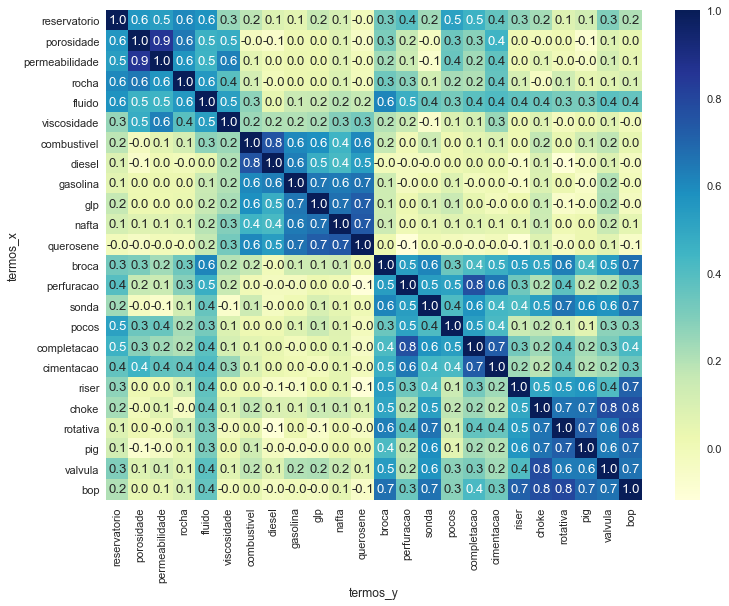 reservatorio 1.0 0.6 0.5 0.6 0.6 0.3 0.2 0.1 0.1 0.2 0.1 -0.0 0.3 0.4 0.2 0.5 0.5 0.4 0.3 0.2 0.1 0.1 0.3 0.2
porosidade 0.6 1.0 0.9 0.6 0.5 0.5 -0.0 -0.1 0.0 0.0 0.1 -0.0 0.3 0.2 -0.0 0.3 0.2 0.4 0.0 -0.0 -0.0 -0.1 0.1 0.0
permeabilidade 0.5 0.9 1.0 0.6 0.5 0.6 0.1 0.0 0.0 0.0 0.1 -0.0 0.2 0.1 -0.1 0.4 0.2 0.4 0.0 0.1 -0.0 -0.0 0.1 0.1
rocha 0.6 0.6 0.6 1.0 0.6 0.4 0.1 -0.0 0.0 0.0 0.1 -0.0 0.3 0.3 0.1 0.2 0.2 0.4 0.1 -0.0 0.1 0.1 0.1 0.1
fluido 0.6 0.5 0.5 0.6 1.0 0.5 0.3 0.0 0.1 0.2 0.2 0.2 0.6 0.5 0.4 0.3 0.4 0.4 0.4 0.4 0.3 0.3 0.4 0.4
viscosidade 0.3 0.5 0.6 0.4 0.5 1.0 0.2 0.2 0.2 0.2 0.3 0.3 0.2 0.2 -0.1 0.1 0.1 0.3 0.0 0.1 -0.0 0.0 0.1 -0.0
combustivel 0.2 -0.0 0.1 0.1 0.3 0.2 1.0 0.8 0.6 0.6 0.4 0.6 0.2 0.0 0.1 0.0 0.1 0.1 0.0 0.2 0.0 0.1 0.2 0.0
diesel 0.1 -0.1 0.0 -0.0 -0.0 0.2 0.8 1.0 0.6 0.5 0.4 0.5 -0.0 -0.0 -0.0 0.0 0.0 0.0 -0.1 0.1 -0.1 -0.0 0.1 -0.0
gasolina 0.1 0.0 0.0 0.0 0.1 0.2 0.6 0.6 1.0 0.7 0.6 0.7 0.1 -0.0 0.0 0.1 -0.0 0.0 -0.1 0.1 0.0 -0.0 0.2 -0.0
glp 0.2 0.0 0.0 0.0 0.2 0.2 0.6 0.5 0.7 1.0 0.7 0.7 0.1 0.0 0.1 0.1 0.0 -0.0 0.0 0.1 -0.1 -0.0 0.2 -0.0
nafta 0.1 0.1 0.1 0.1 0.2 0.3 0.4 0.4 0.6 0.7 1.0 0.7 0.1 0.0 0.1 0.0 0.1 0.1 0.1 0.1 0.0 0.0 0.2 0.1
querosene -0.0 -0.0 -0.0 -0.0 0.2 0.3 0.6 0.5 0.7 0.7 0.7 1.0 0.0 -0.1 0.0 -0.0 0.0 -0.0 -0.1 0.1 0.0 -0.0 0.1 -0.1
broca 0.3 0.3 0.2 0.3 0.6 0.2 0.2 -0.0 0.1 0.1 0.1 0.0 1.0 0.5 0.6 0.3 0.4 0.5 0.5 0.5 0.6 0.4 0.5 0.7
perfuracao 0.4 0.2 0.1 0.3 0.5 0.2 0.0 -0.0 -0.0 0.0 0.0 -0.1 0.5 1.0 0.5 0.5 0.8 0.6 0.3 0.2 0.4 0.2 0.2 0.3
sonda 0.2 -0.0 -0.1 0.1 0.4 -0.1 0.1 -0.0 0.0 0.1 0.1 0.0 0.6 0.5 1.0 0.4 0.6 0.4 0.4 0.5 0.7 0.6 0.6 0.7
pocos 0.5 0.3 0.4 0.2 0.3 0.1 0.0 0.0 0.1 0.1 0.0 -0.0 0.3 0.5 0.4 1.0 0.5 0.4 0.1 0.2 0.1 0.1 0.3 0.3
completacao 0.5 0.3 0.2 0.2 0.4 0.1 0.1 0.0 -0.0 0.0 0.1 0.0 0.4 0.8 0.6 0.5 1.0 0.7 0.3 0.2 0.4 0.2 0.3 0.4
cimentacao 0.4 0.4 0.4 0.4 0.4 0.3 0.1 0.0 0.0 -0.0 0.1 -0.0 0.5 0.6 0.4 0.4 0.7 1.0 0.2 0.2 0.4 0.2 0.2 0.3
riser 0.3 0.0 0.0 0.1 0.4 0.0 0.0 -0.1 -0.1 0.0 0.1 -0.1 0.5 0.3 0.4 0.1 0.3 0.2 1.0 0.5 0.5 0.6 0.4 0.7
choke 0.2 -0.0 0.1 -0.0 0.4 0.1 0.2 0.1 0.1 0.1 0.1 0.1 0.5 0.2 0.5 0.2 0.2 0.2 0.5 1.0 0.7 0.7 0.8 0.8
rotativa 0.1 0.0 -0.0 0.1 0.3 -0.0 0.0 -0.1 0.0 -0.1 0.0 0.0 0.6 0.4 0.7 0.1 0.4 0.4 0.5 0.7 1.0 0.7 0.6 0.8
pig 0.1 -0.1 -0.0 0.1 0.3 0.0 0.1 -0.0 -0.0 -0.0 0.0 -0.0 0.4 0.2 0.6 0.1 0.2 0.2 0.6 0.7 0.7 1.0 0.6 0.7
valvula 0.3 0.1 0.1 0.1 0.4 0.1 0.2 0.1 0.2 0.2 0.2 0.1 0.5 0.2 0.6 0.3 0.3 0.2 0.4 0.8 0.6 0.6 1.0 0.7
bop 0.2 0.0 0.1 0.1 0.4 -0.0 0.0 -0.0 -0.0 -0.0 0.1 -0.1 0.7 0.3 0.7 0.3 0.4 0.3 0.7 0.8 0.8 0.7 0.7 1.0
reservatorio porosidade permeabilidade rocha fluido viscosidade combustivel diesel gasolina glp nafta querosene broca perfuracao sonda pocos completacao cimentacao riser choke rotativa pig valvula bop
termos_x
termos_y
1.0
0.8
0.6
0.4
0.2
0.0